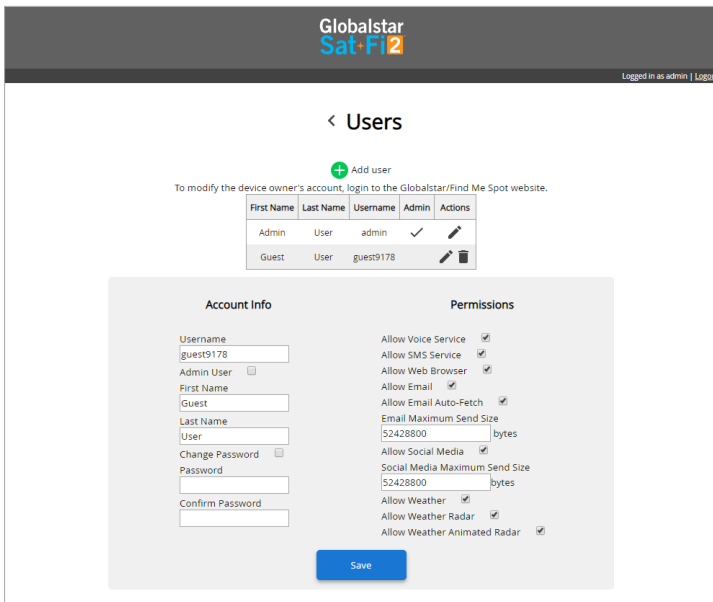 Globalstar
Sat+Fi2
Logged in as admin | Logou
< Users
Add user
To modify the device owner's account, login to the Globalstar/Find Me Spot website.
First Name Last Name Username Admin Actions
Admin User admin
Guest User guest9178
Account Info
Username
guest9178
Admin User
First Name
Guest
Last Name
User
Change Password
Password
Confirm Password
Permissions
Allow Voice Service
Allow SMS Service
Allow Web Browser
Allow Email
Allow Email Auto-Fetch
Email Maximum Send Size
52428800 bytes
Allow Social Media
Social Media Maximum Send Size
52428800 bytes
Allow Weather
Allow Weather Radar
Allow Weather Animated Radar
Save